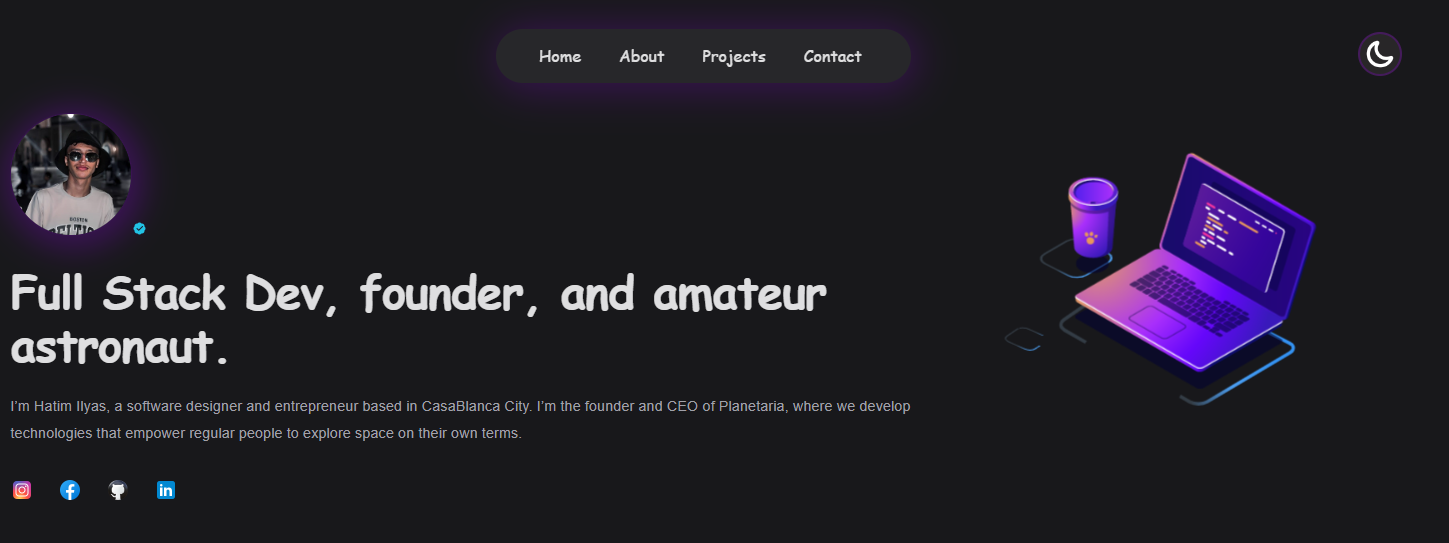 Home About Projects Contact
BOSTON
Full Stack Dev, founder, and amateur
astronaut.
I’m Hatim Ilyas, a software designer and entrepreneur based in CasaBlanca City. I’m the founder and CEO of Planetaria, where we develop
technologies that empower regular people to explore space on their own terms.
in